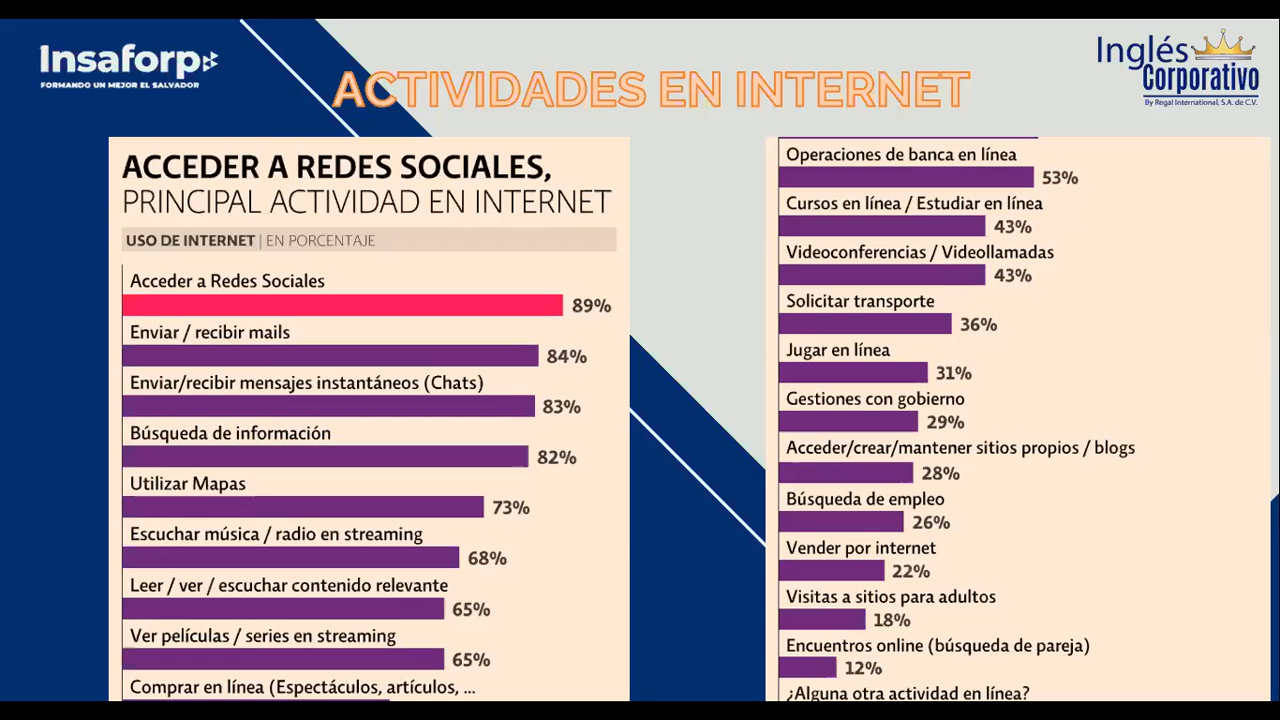 Insaforp
FORMANDO UN MEJOR EL SALVADOR
ACTIVIDADES EN INTERNET
Inglés
Corporativo
By Regal International, S.A. de C.V.
ACCEDER A REDES SOCIALES,
PRINCIPAL ACTIVIDAD EN INTERNET
USO DE INTERNET | EN PORCENTAJE
Acceder a Redes Sociales
89%
Enviar / recibir mails
84%
Enviar/recibir mensajes instantáneos (Chats)
83%
Búsqueda de información
82%
Utilizar Mapas
73%
Escuchar música / radio en streaming
68%
Leer / ver / escuchar contenido relevante
65%
Ver películas / series en streaming
65%
Comprar en línea (Espectáculos, artículos, ...
Operaciones de banca en línea
53%
Cursos en línea / Estudiar en línea
43%
Videoconferencias / Videollamadas
43%
Solicitar transporte
36%
Jugar en línea
31%
Gestiones con gobierno
29%
Acceder/crear/mantener sitios propios / blogs
28%
Búsqueda de empleo
26%
Vender por internet
22%
Visitas a sitios para adultos
18%
Encuentros online (búsqueda de pareja)
12%
¿Alguna otra actividad en línea?